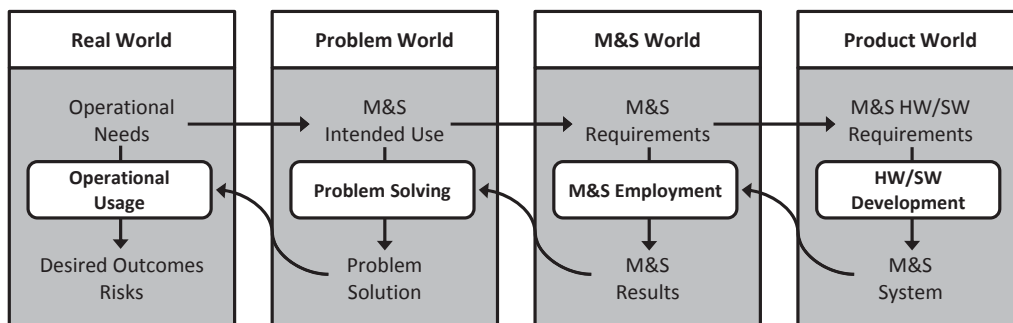 Real World
Operational
Needs
Operational
Usage
Desired Outcomes
Risks
Problem World
M&S
Intended Use
Problem Solving
Problem
Solution
M&S World
M&S
Requirements
M&S Employment
M&S
Results
Product World
M&S HW/SW
Requirements
HW/SW
Development
M&S
System